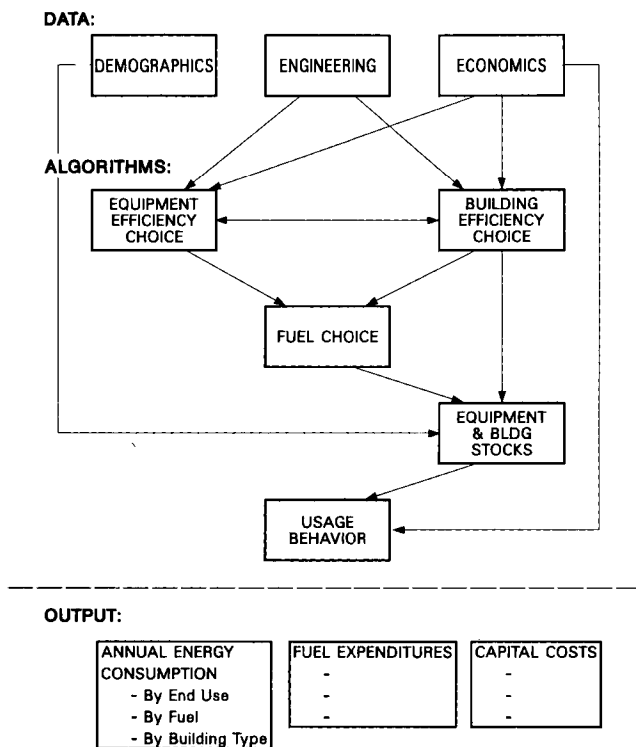 DATA:
DEMOGRAPHICS
ENGINEERING
ECONOMICS
ALGORITHMS:
EQUIPMENT
EFFICIENCY
CHOICE
BUILDING
EFFICIENCY
CHOICE
FUEL CHOICE
EQUIPMENT
& BLDG
STOCKS
USAGE
BEHAVIOR
OUTPUT:
ANNUAL ENERGY
CONSUMPTION
- By End Use
- By Fuel
- By Building Type
FUEL EXPENDITURES
-
-
-
CAPITAL COSTS
-
-
-